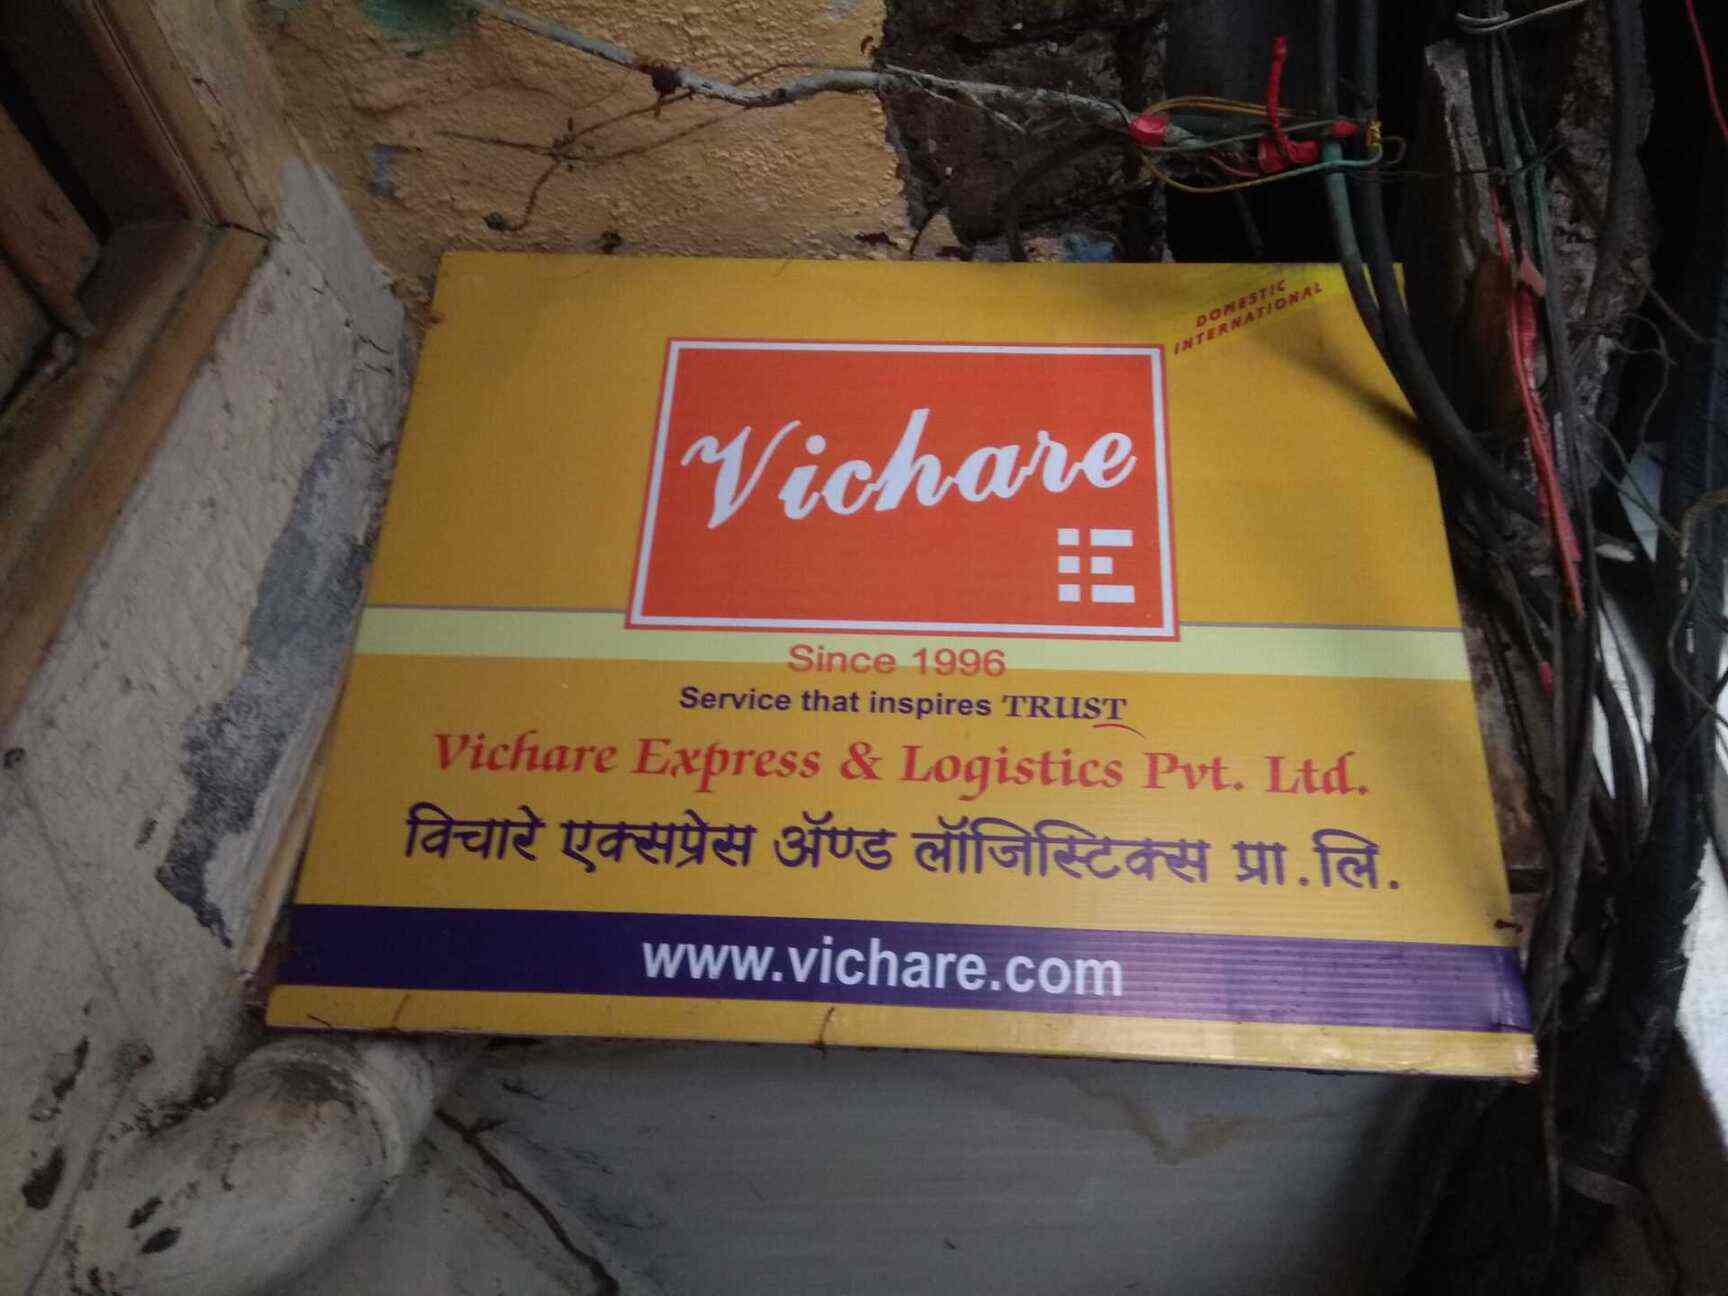 DOMESTIC
INTERNATIONAL
Vichare
Since 1996
Service that inspires TRUST
Vichare Express & Logistics Pvt. Ltd.
विचारे एक्सप्रेस ॲण्ड लॉजिस्टिक्स प्रा.लि.
www.vichare.com